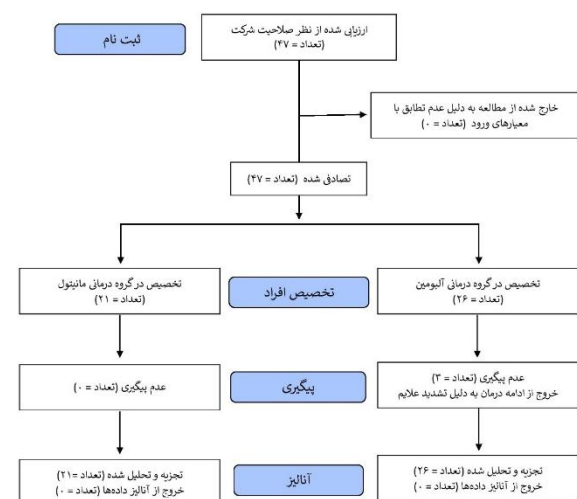 ثبت نام
ارزیابی شده از نظر صلاحیت شرکت
(تعداد = ۴۷)
خارج شده از مطالعه به دلیل عدم تطابق با
معیارهای ورود (تعداد = ۰)
تصادفی شده (تعداد = ۴۷)
تخصیص در گروه درمانی آلبومین
(تعداد = ۲۶)
تخصیص افراد
تخصیص در گروه درمانی مانیتول
(تعداد = ۲۱)
عدم پیگیری (تعداد = ۳)
خروج از ادامه درمان به دلیل تشدید علایم
پیگیری
عدم پیگیری (تعداد = ۰)
تجزیه و تحلیل شده (تعداد = ۲۶)
خروج از آنالیز داده‌ها (تعداد = ۰)
آنالیز
تجزیه و تحلیل شده (تعداد =۲۱)
خروج از آنالیز داده‌ها (تعداد = ۰)